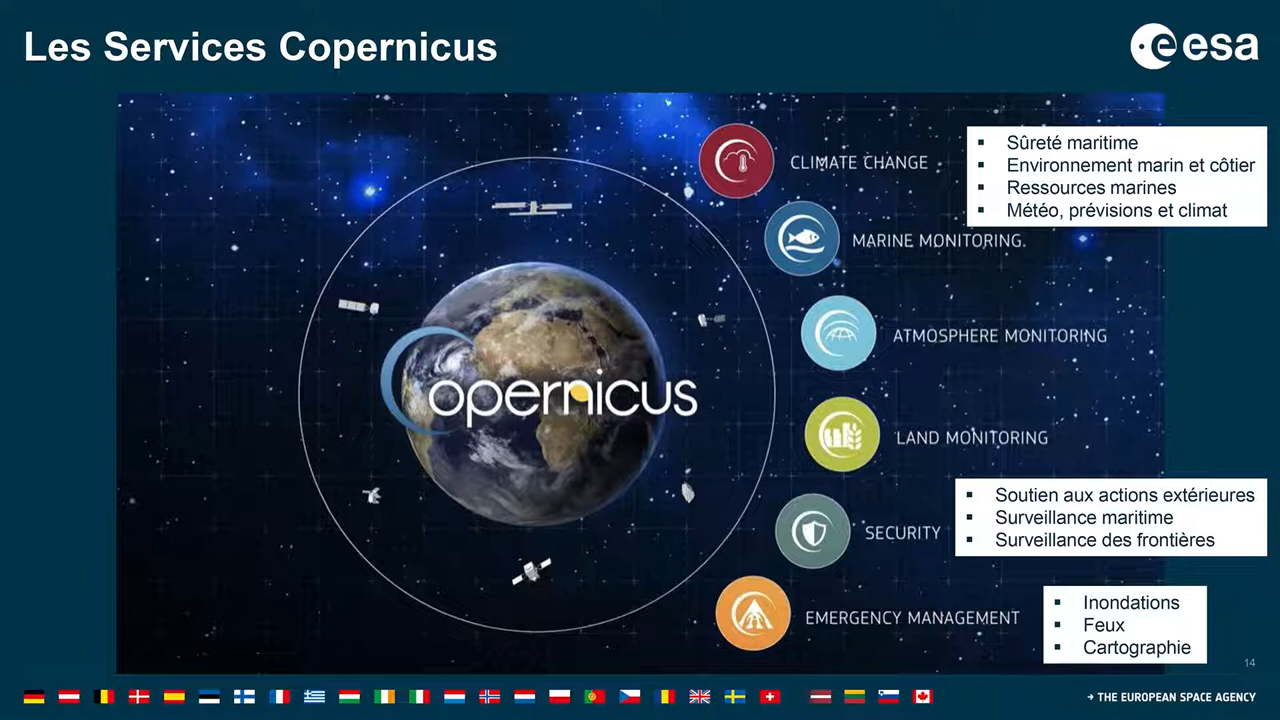 Les Services Copernicus
esa
CLIMATE CHANGE
▪ Sûreté maritime
▪ Environnement marin et côtier
▪ Ressources marines
▪ Météo, prévisions et climat
MARINE MONITORING
ATMOSPHERE MONITORING
opernicus
LAND MONITORING
▪ Soutien aux actions extérieures
▪ Surveillance maritime
▪ Surveillance des frontières
SECURITY
EMERGENCY MANAGEMENT
▪ Inondations
▪ Feux
▪ Cartographie
14
→ THE EUROPEAN SPACE AGENCY